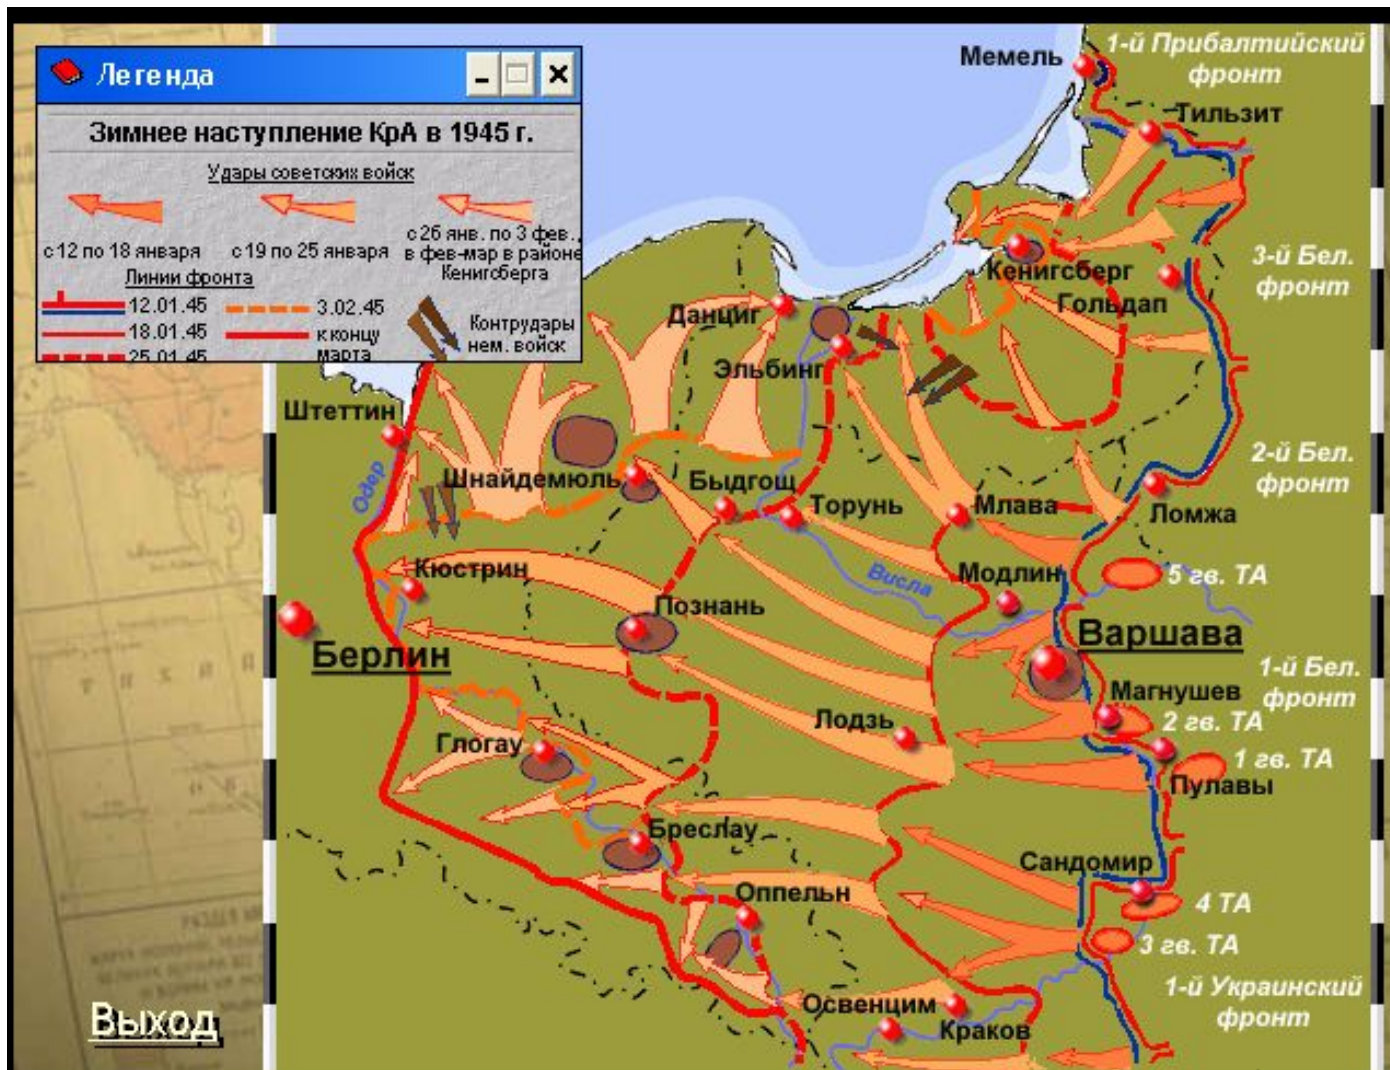 Легенда
Зимнее наступление КрА в 1945 г.
Удары советских войск
с 12 по 18 января
с 19 по 25 января
с 26 янв. по 3 фев.,
в фев-мар в районе
Кенигсберга
Линии фронта
12.01.45
3.02.45
18.01.45
к концу
марта
25.01.45
Контрудары
нем. войск
1-й Прибалтийский
фронт
Мемель
Тильзит
3-й Бел.
фронт
Кенигсберг
Гольдап
Данциг
Эльбинг
Штеттин
2-й Бел.
фронт
Одер
Шнайдемюль
Быдгощ
Торунь
Млава
Ломжа
Кюстрин
Висла
Модлин
5 гв. ТА
Познань
Варшава
Берлин
1-й Бел.
фронт
Магнушев
Лодзь
2 гв. ТА
Глогау
1 гв. ТА
Пулавы
Бреслау
Сандомир
Оппельн
4 ТА
3 гв. ТА
1-й Украинский
фронт
Освенцим
Краков
Выход